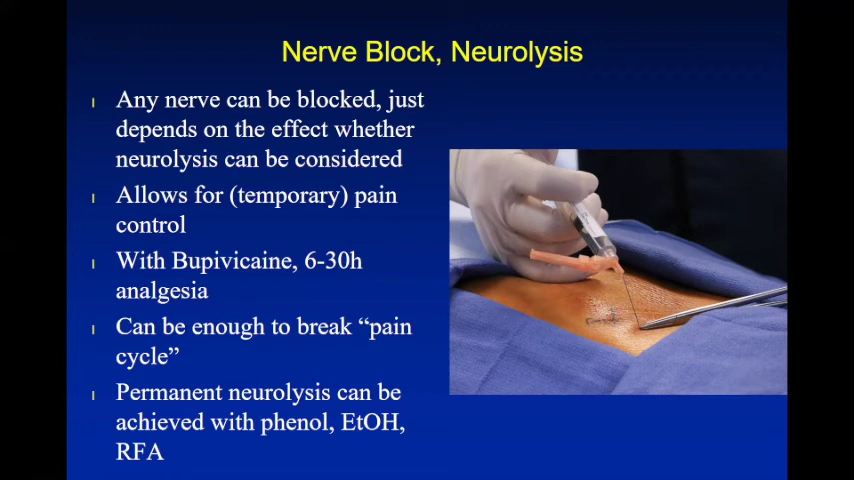 Nerve Block, Neurolysis
Any nerve can be blocked, just
depends on the effect whether
neurolysis can be considered
Allows for (temporary) pain
control
With Bupivicaine, 6-30h
analgesia
Can be enough to break “pain
cycle”
Permanent neurolysis can be
achieved with phenol, EtOH,
RFA